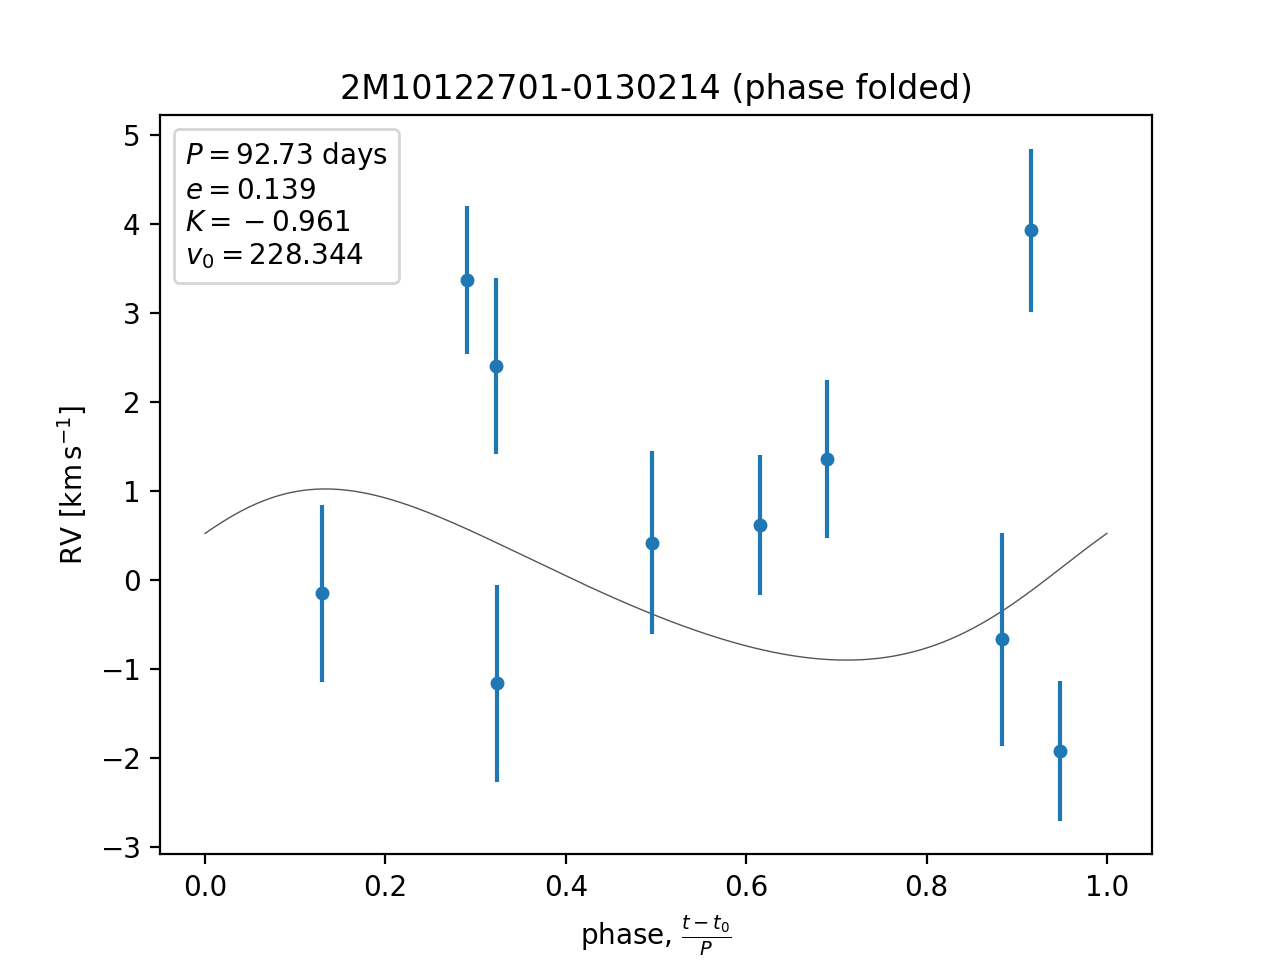 2M10122701-0130214 (phase folded)
P = 92.73 days
e = 0.139
K = −0.961
v₀ = 228.344
RV [km s⁻¹]
5
4
3
2
1
0
−1
−2
−3
0.0 0.2 0.4 0.6 0.8 1.0
phase, (t − t₀)/P